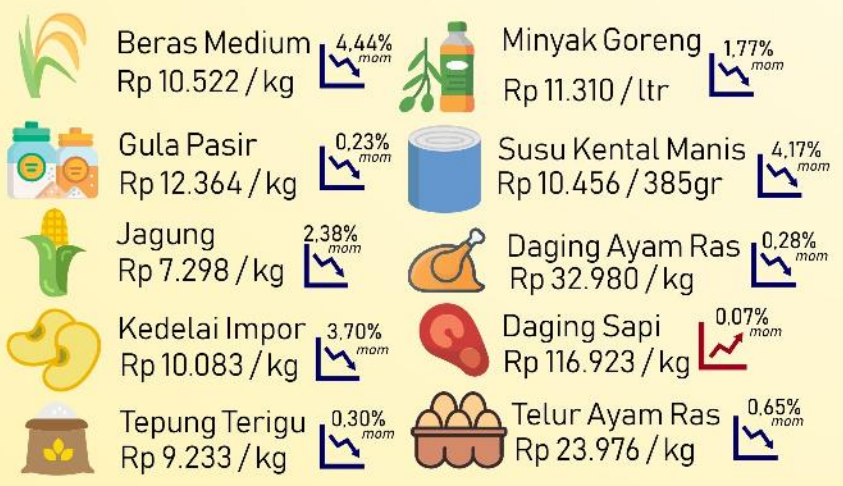 Beras Medium
Rp 10.522 / kg
4,44%
mom
Gula Pasir
Rp 12.364 / kg
0,23%
mom
Jagung
Rp 7.298 / kg
2,38%
mom
Kedelai Impor
Rp 10.083 / kg
3,70%
mom
Tepung Terigu
Rp 9.233 / kg
0,30%
mom
Minyak Goreng
Rp 11.310 / ltr
1,77%
mom
Susu Kental Manis
Rp 10.456 / 385gr
4,17%
mom
Daging Ayam Ras
Rp 32.980 / kg
0,28%
mom
Daging Sapi
Rp 116.923 / kg
0,07%
mom
Telur Ayam Ras
Rp 23.976 / kg
0,65%
mom